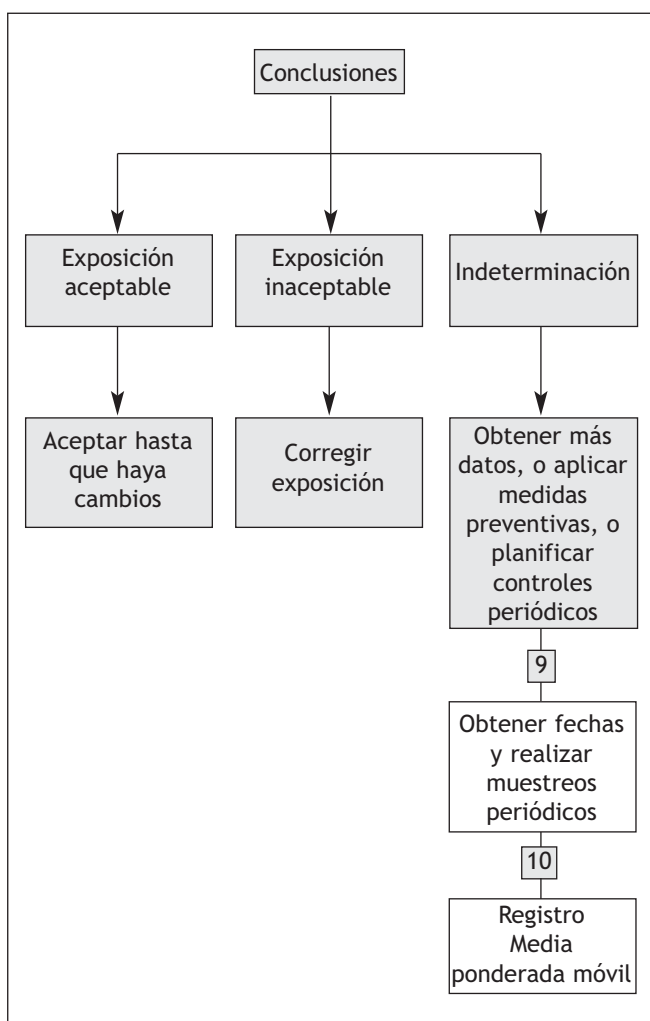 Conclusiones
Exposición
aceptable
Exposición
inaceptable
Indeterminación
Aceptar hasta
que haya
cambios
Corregir
exposición
Obtener más
datos, o aplicar
medidas
preventivas, o
planificar
controles
periódicos
9
Obtener fechas
y realizar
muestreos
periódicos
10
Registro
Media
ponderada móvil